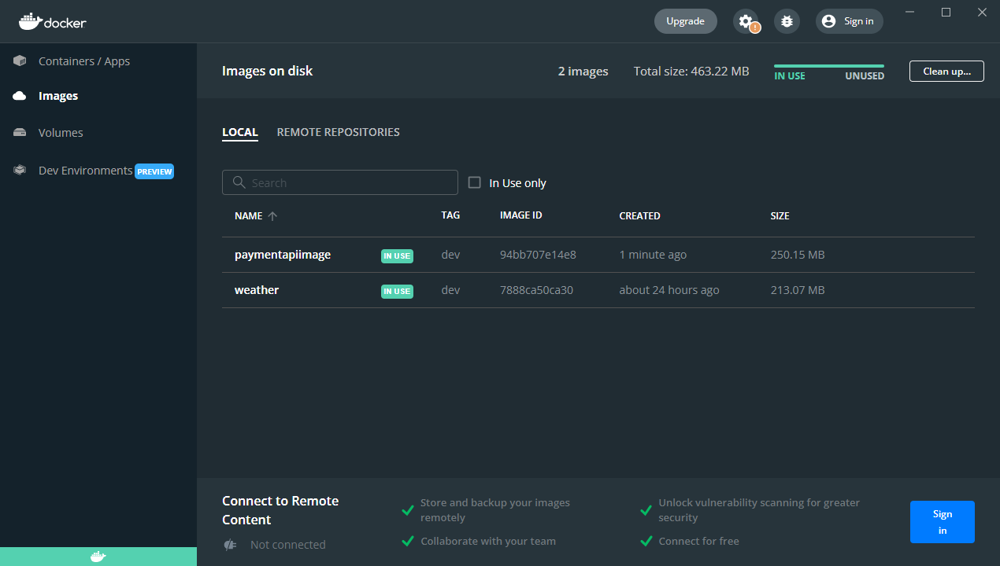 docker
Upgrade
!
Sign in
Containers / Apps
Images
Volumes
Dev Environments PREVIEW
Images on disk
2 images
Total size: 463.22 MB
IN USE
UNUSED
Clean up...
LOCAL
REMOTE REPOSITORIES
Search
In Use only
NAME TAG IMAGE ID CREATED SIZE
paymentapiimage IN USE dev 94bb707e14e8 1 minute ago 250.15 MB
weather IN USE dev 7888ca50ca30 about 24 hours ago 213.07 MB
Connect to Remote
Content
Not connected
Store and backup your images
remotely
Collaborate with your team
Unlock vulnerability scanning for greater
security
Connect for free
Sign
in